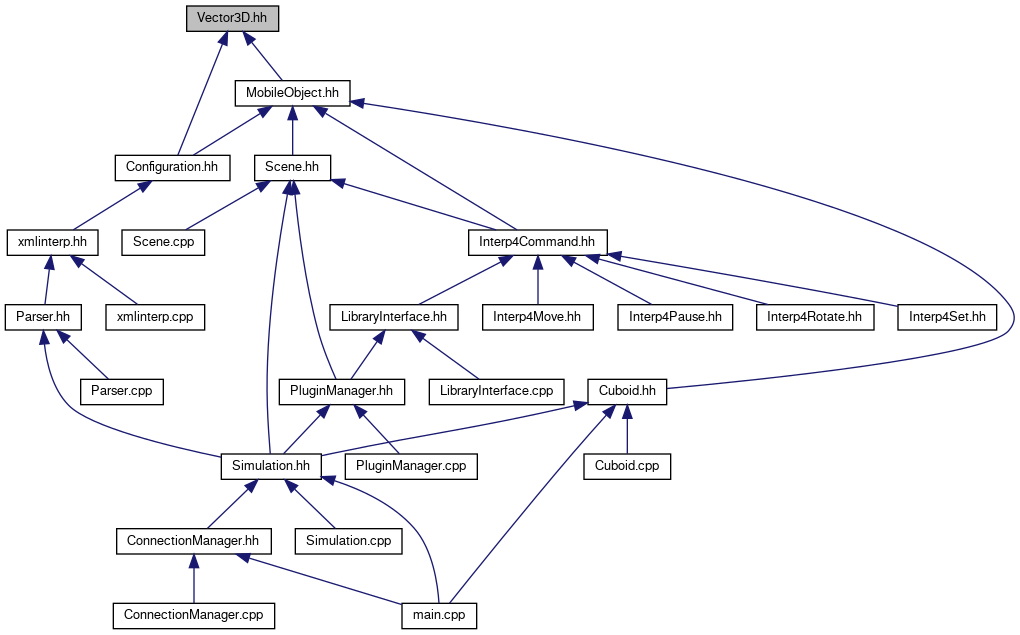 Vector3D.hh
MobileObject.hh
Configuration.hh
Scene.hh
xmlinterp.hh
Scene.cpp
Interp4Command.hh
Parser.hh
xmlinterp.cpp
LibraryInterface.hh
Interp4Move.hh
Interp4Pause.hh
Interp4Rotate.hh
Interp4Set.hh
Parser.cpp
PluginManager.hh
LibraryInterface.cpp
Cuboid.hh
Simulation.hh
PluginManager.cpp
Cuboid.cpp
ConnectionManager.hh
Simulation.cpp
ConnectionManager.cpp
main.cpp